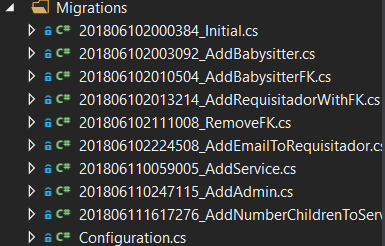 Migrations
C# 201806102000384_Initial.cs
C# 201806102003092_AddBabysitter.cs
C# 201806102010504_AddBabysitterFK.cs
C# 201806102013214_AddRequisitadorWithFK.cs
C# 201806102111008_RemoveFK.cs
C# 201806102224508_AddEmailToRequisitador.cs
C# 201806110059005_AddService.cs
C# 201806110247115_AddAdmin.cs
C# 201806111617276_AddNumberChildrenToServ
C# Configuration.cs